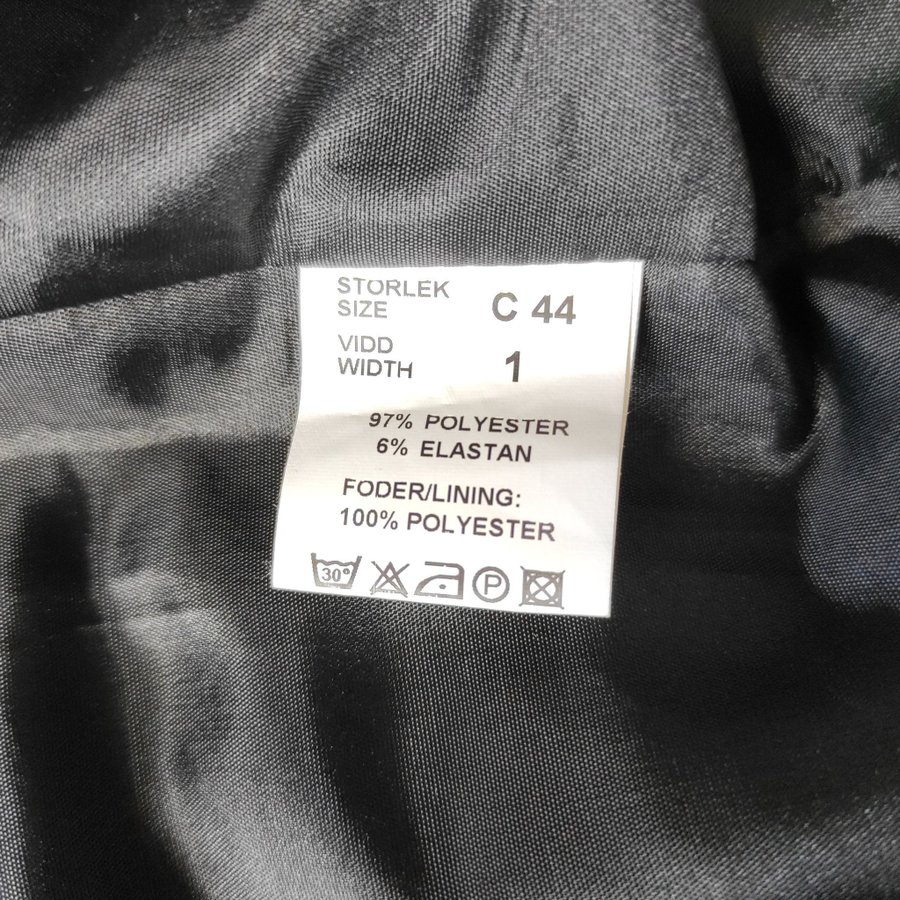 STORLEK
SIZE C 44
VIDD
WIDTH 1
97% POLYESTER
6% ELASTAN
FODER/LINING:
100% POLYESTER
30° P